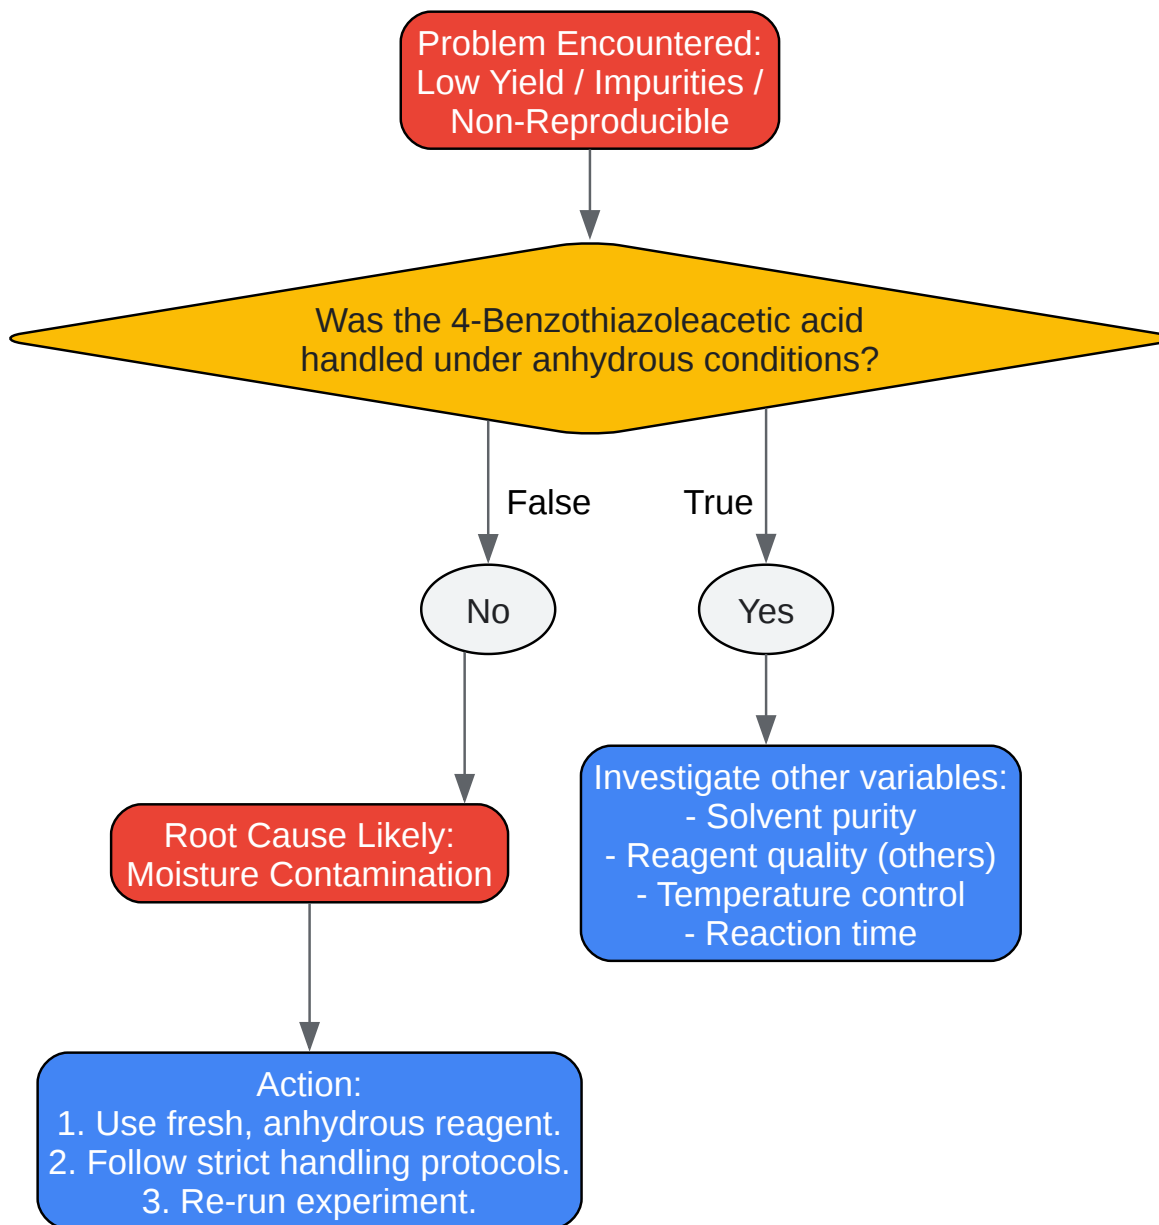 Problem Encountered:
Low Yield / Impurities /
Non-Reproducible
Was the 4-Benzothiazoleacetic acid
handled under anhydrous conditions?
False
True
No
Yes
Investigate other variables:
- Solvent purity
- Reagent quality (others)
- Temperature control
- Reaction time
Root Cause Likely:
Moisture Contamination
Action:
1. Use fresh, anhydrous reagent.
2. Follow strict handling protocols.
3. Re-run experiment.